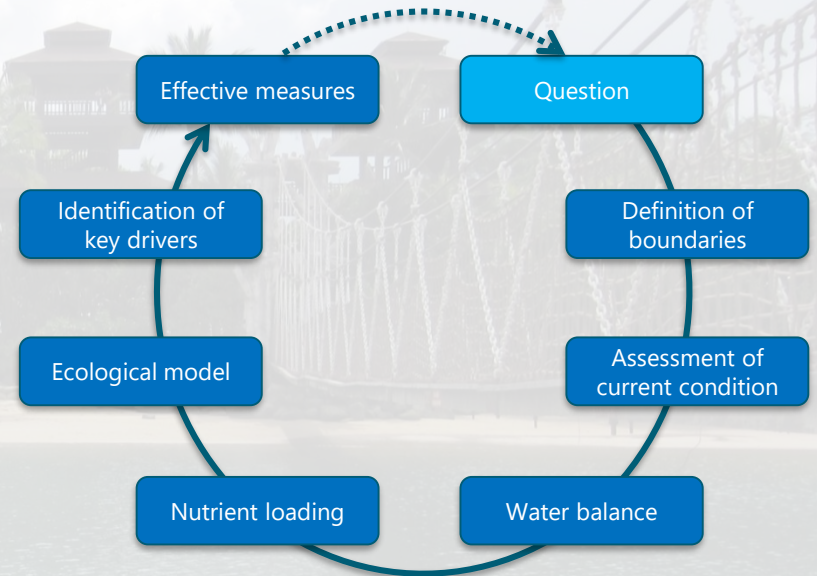 Effective measures
Question
Identification of
key drivers
Definition of
boundaries
Ecological model
Assessment of
current condition
Nutrient loading
Water balance